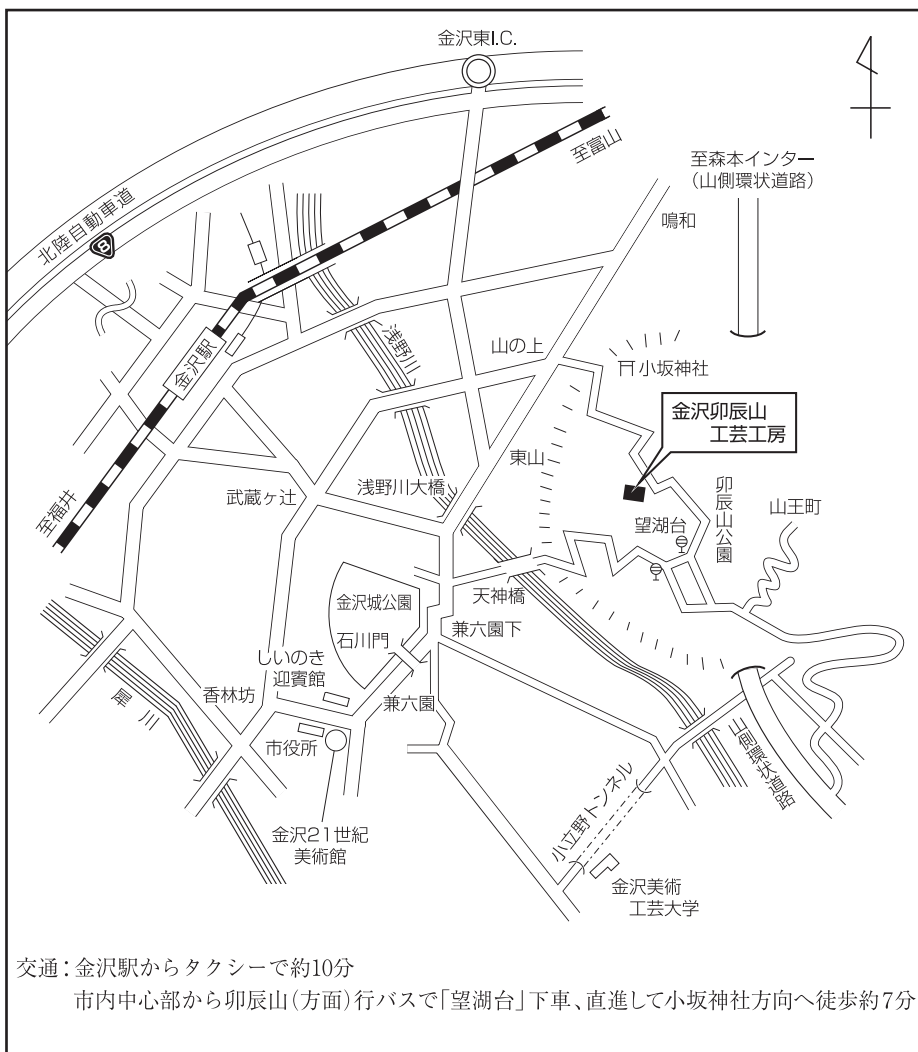 金沢東I.C.
至富山
至森本インター
(山側環状道路)
鳴和
北陸自動車道
8
浅野川
山の上
小坂神社
金沢駅
金沢卯辰山
工芸工房
東山
武蔵ヶ辻
浅野川大橋
卯辰山公園
山王町
至福井
望湖台
天神橋
金沢城公園
石川門
兼六園下
しいのき
迎賓館
香林坊
兼六園
犀川
市役所
山側環状道路
小立野トンネル
金沢21世紀
美術館
金沢美術
工芸大学
交通:金沢駅からタクシーで約10分
市内中心部から卯辰山(方面)行バスで「望湖台」下車、直進して小坂神社方向へ徒歩約7分